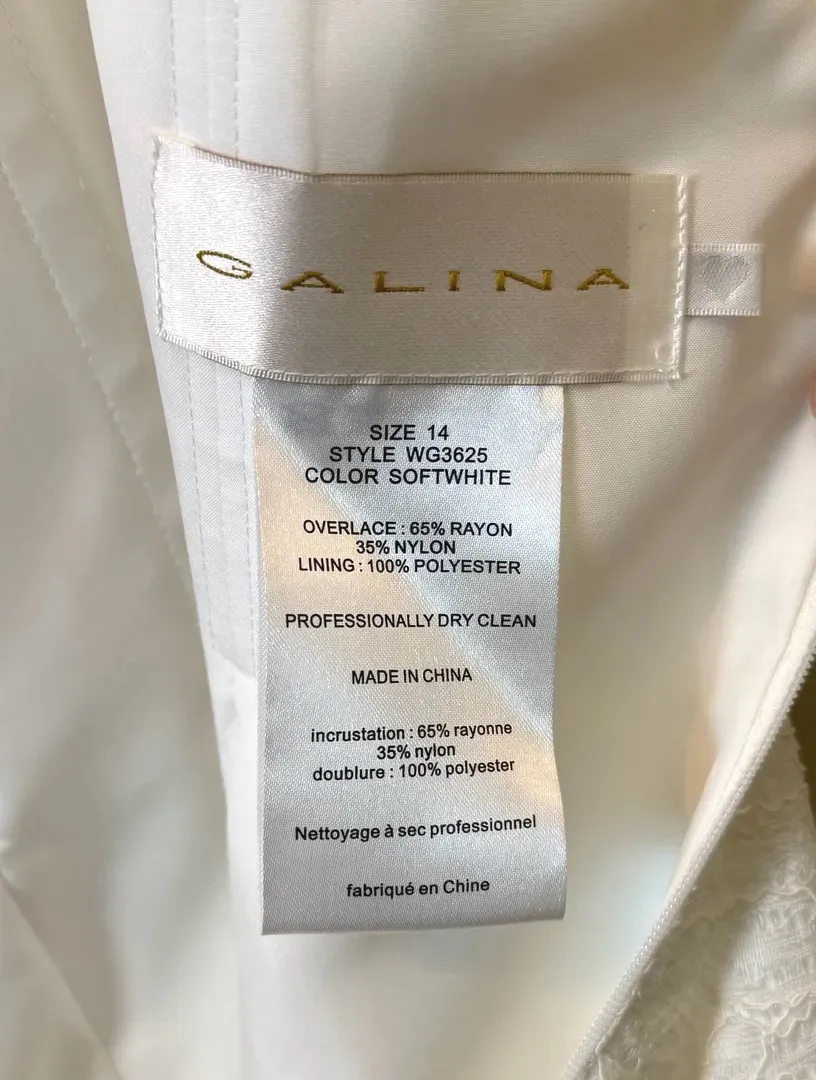 GALINA
SIZE 14
STYLE WG3625
COLOR SOFTWHITE
OVERLACE : 65% RAYON
35% NYLON
LINING : 100% POLYESTER
PROFESSIONALLY DRY CLEAN
MADE IN CHINA
incrustation : 65% rayonne
35% nylon
doublure : 100% polyester
Nettoyage à sec professionnel
fabriqué en Chine